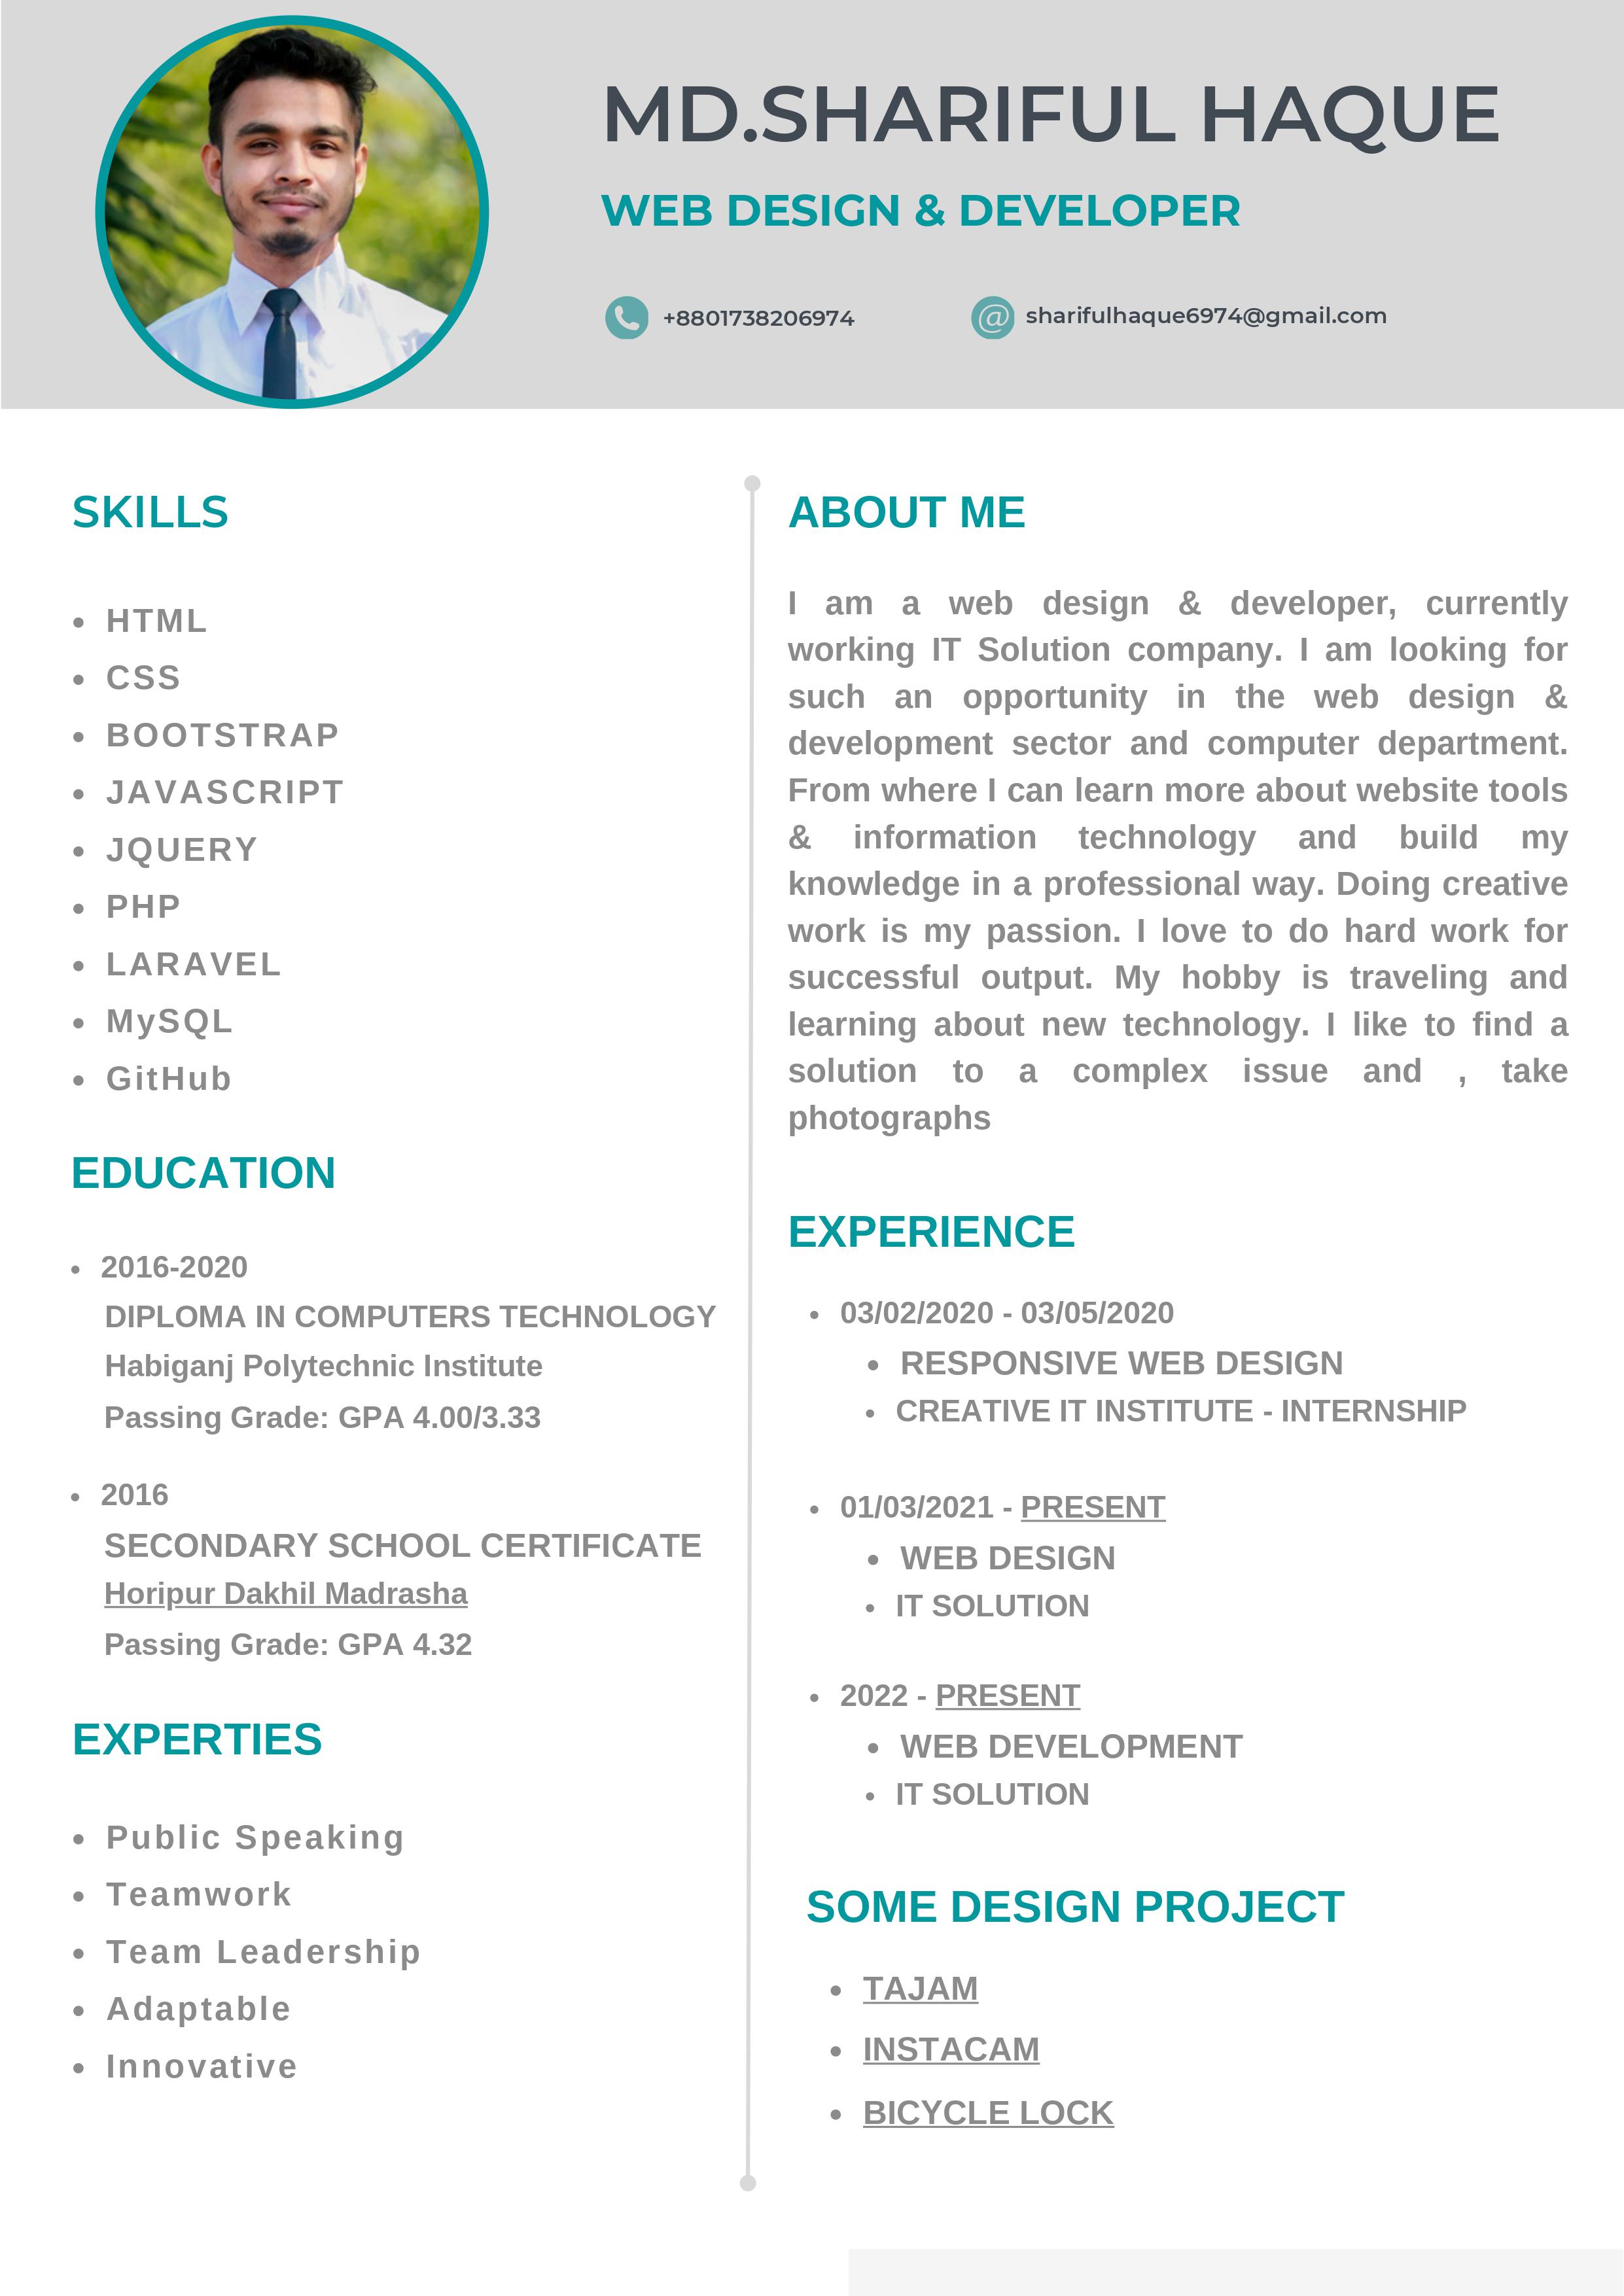 MD.SHARIFUL HAQUE
WEB DESIGN & DEVELOPER
+8801738206974
sharifulhaque6974@gmail.com
SKILLS
HTML
CSS
BOOTSTRAP
JAVASCRIPT
JQUERY
PHP
LARAVEL
MySQL
GitHub
EDUCATION
2016-2020
DIPLOMA IN COMPUTERS TECHNOLOGY
Habiganj Polytechnic Institute
Passing Grade: GPA 4.00/3.33
2016
SECONDARY SCHOOL CERTIFICATE
Horipur Dakhil Madrasha
Passing Grade: GPA 4.32
EXPERTIES
Public Speaking
Teamwork
Team Leadership
Adaptable
Innovative
ABOUT ME
I am a web design & developer, currently
working IT Solution company. I am looking for
such an opportunity in the web design &
development sector and computer department.
From where I can learn more about website tools
& information technology and build my
knowledge in a professional way. Doing creative
work is my passion. I love to do hard work for
successful output. My hobby is traveling and
learning about new technology. I like to find a
solution to a complex issue and , take
photographs
EXPERIENCE
03/02/2020 - 03/05/2020
RESPONSIVE WEB DESIGN
CREATIVE IT INSTITUTE - INTERNSHIP
01/03/2021 - PRESENT
WEB DESIGN
IT SOLUTION
2022 - PRESENT
WEB DEVELOPMENT
IT SOLUTION
SOME DESIGN PROJECT
TAJAM
INSTACAM
BICYCLE LOCK